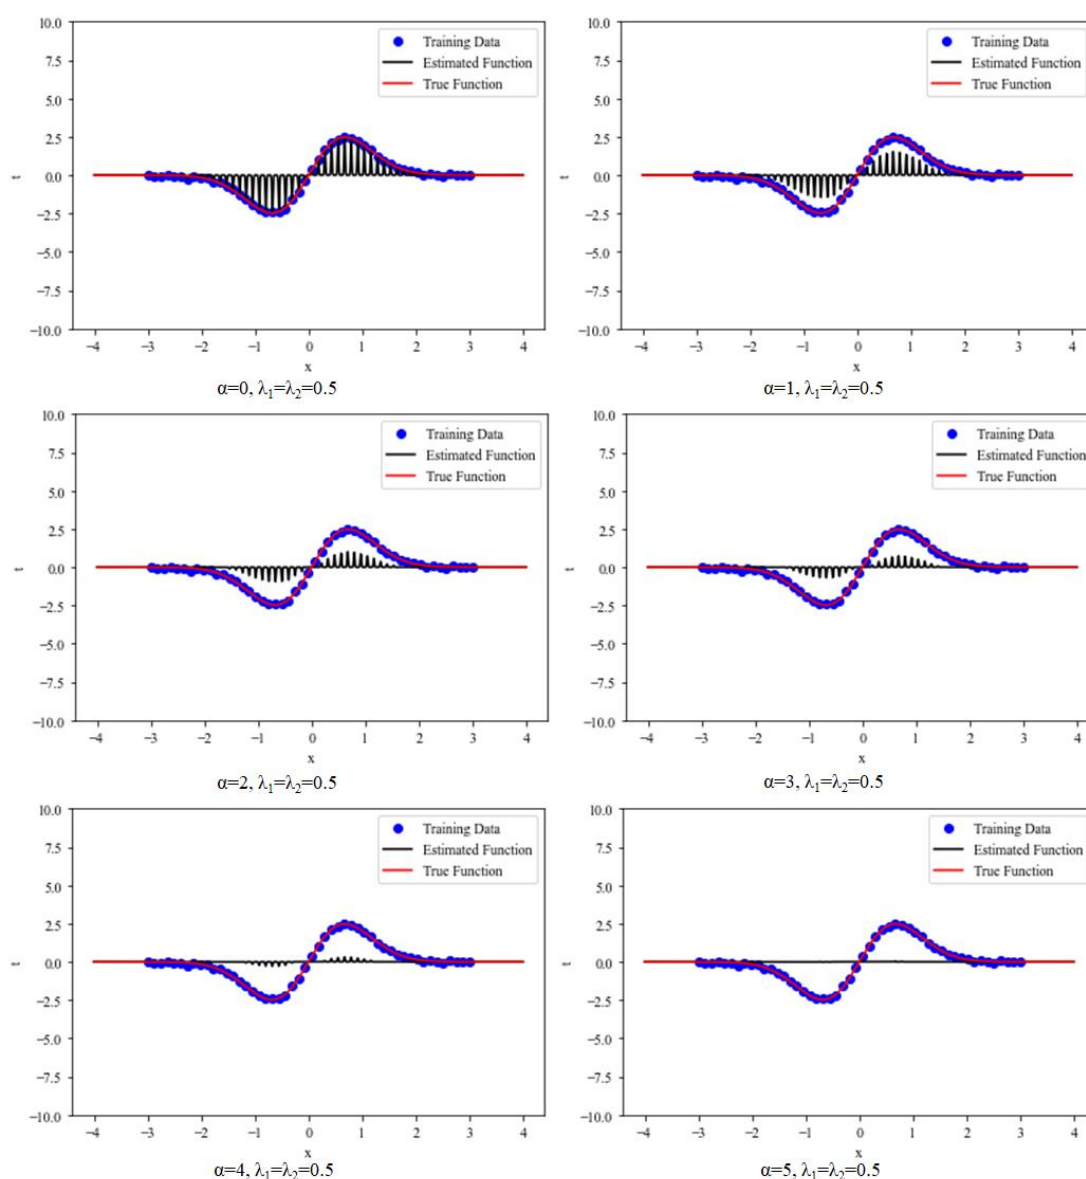 10.0
7.5
5.0
2.5
0.0
−2.5
−5.0
−7.5
−10.0
t
Training Data
Estimated Function
True Function
−4 −3 −2 −1 0 1 2 3 4
x
α=0, λ₁=λ₂=0.5
10.0
7.5
5.0
2.5
0.0
−2.5
−5.0
−7.5
−10.0
t
Training Data
Estimated Function
True Function
−4 −3 −2 −1 0 1 2 3 4
x
α=1, λ₁=λ₂=0.5
10.0
7.5
5.0
2.5
0.0
−2.5
−5.0
−7.5
−10.0
t
Training Data
Estimated Function
True Function
−4 −3 −2 −1 0 1 2 3 4
x
α=2, λ₁=λ₂=0.5
10.0
7.5
5.0
2.5
0.0
−2.5
−5.0
−7.5
−10.0
t
Training Data
Estimated Function
True Function
−4 −3 −2 −1 0 1 2 3 4
x
α=3, λ₁=λ₂=0.5
10.0
7.5
5.0
2.5
0.0
−2.5
−5.0
−7.5
−10.0
t
Training Data
Estimated Function
True Function
−4 −3 −2 −1 0 1 2 3 4
x
α=4, λ₁=λ₂=0.5
10.0
7.5
5.0
2.5
0.0
−2.5
−5.0
−7.5
−10.0
t
Training Data
Estimated Function
True Function
−4 −3 −2 −1 0 1 2 3 4
x
α=5, λ₁=λ₂=0.5